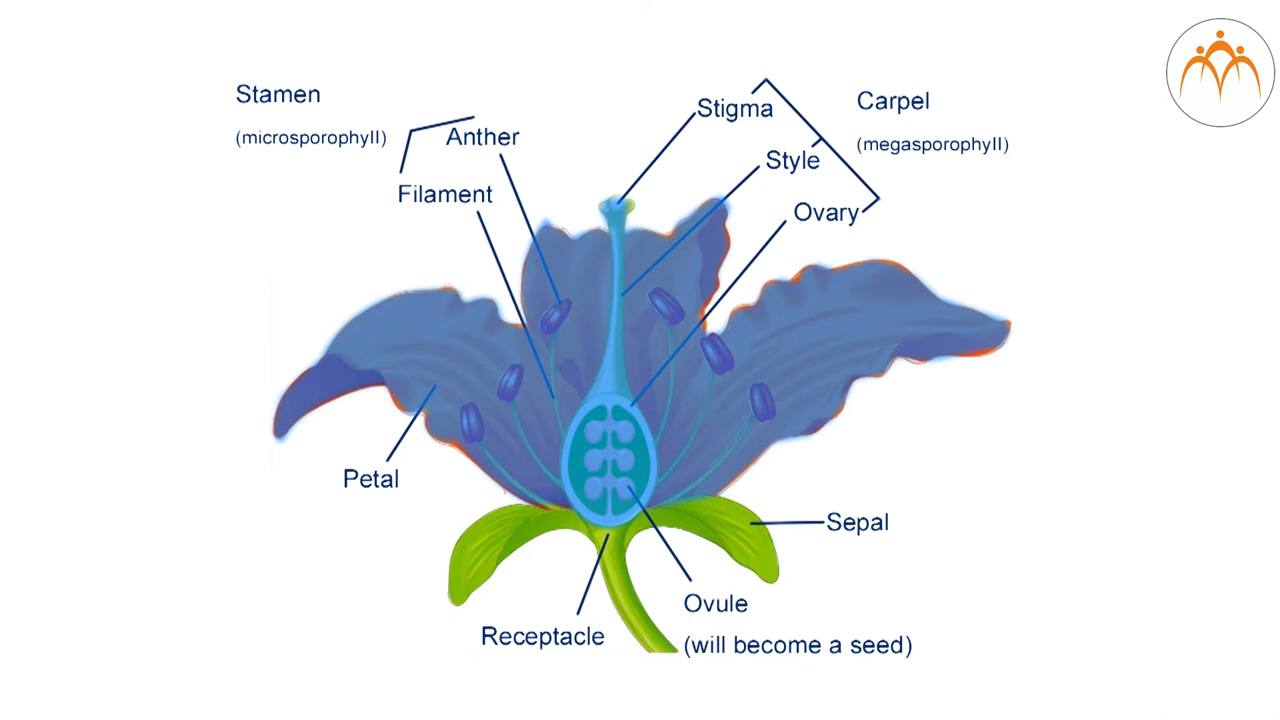 Stamen
(microsporophyll)
Anther
Filament
Stigma
Style
Ovary
Carpel
(megasporophyll)
Petal
Sepal
Receptacle
Ovule
(will become a seed)